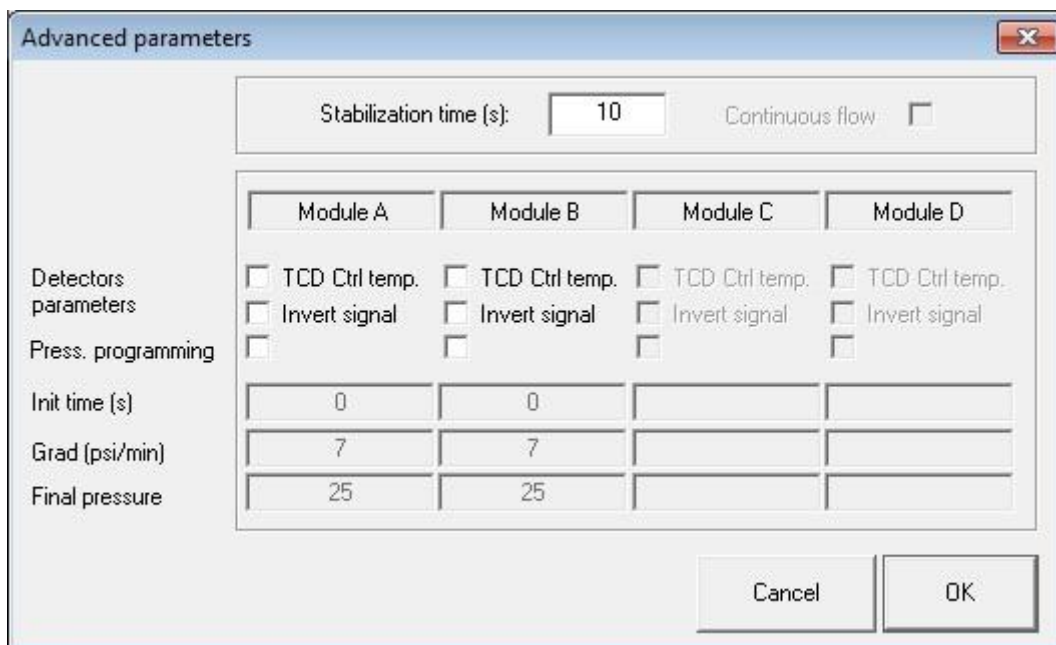 Advanced parameters
Stabilization time (s): 10 Continuous flow
Module A Module B Module C Module D
Detectors parameters
TCD Ctrl temp. TCD Ctrl temp. TCD Ctrl temp. TCD Ctrl temp.
Invert signal Invert signal Invert signal Invert signal
Press. programming
Init time (s) 0 0
Grad (psi/min) 7 7
Final pressure 25 25
Cancel OK